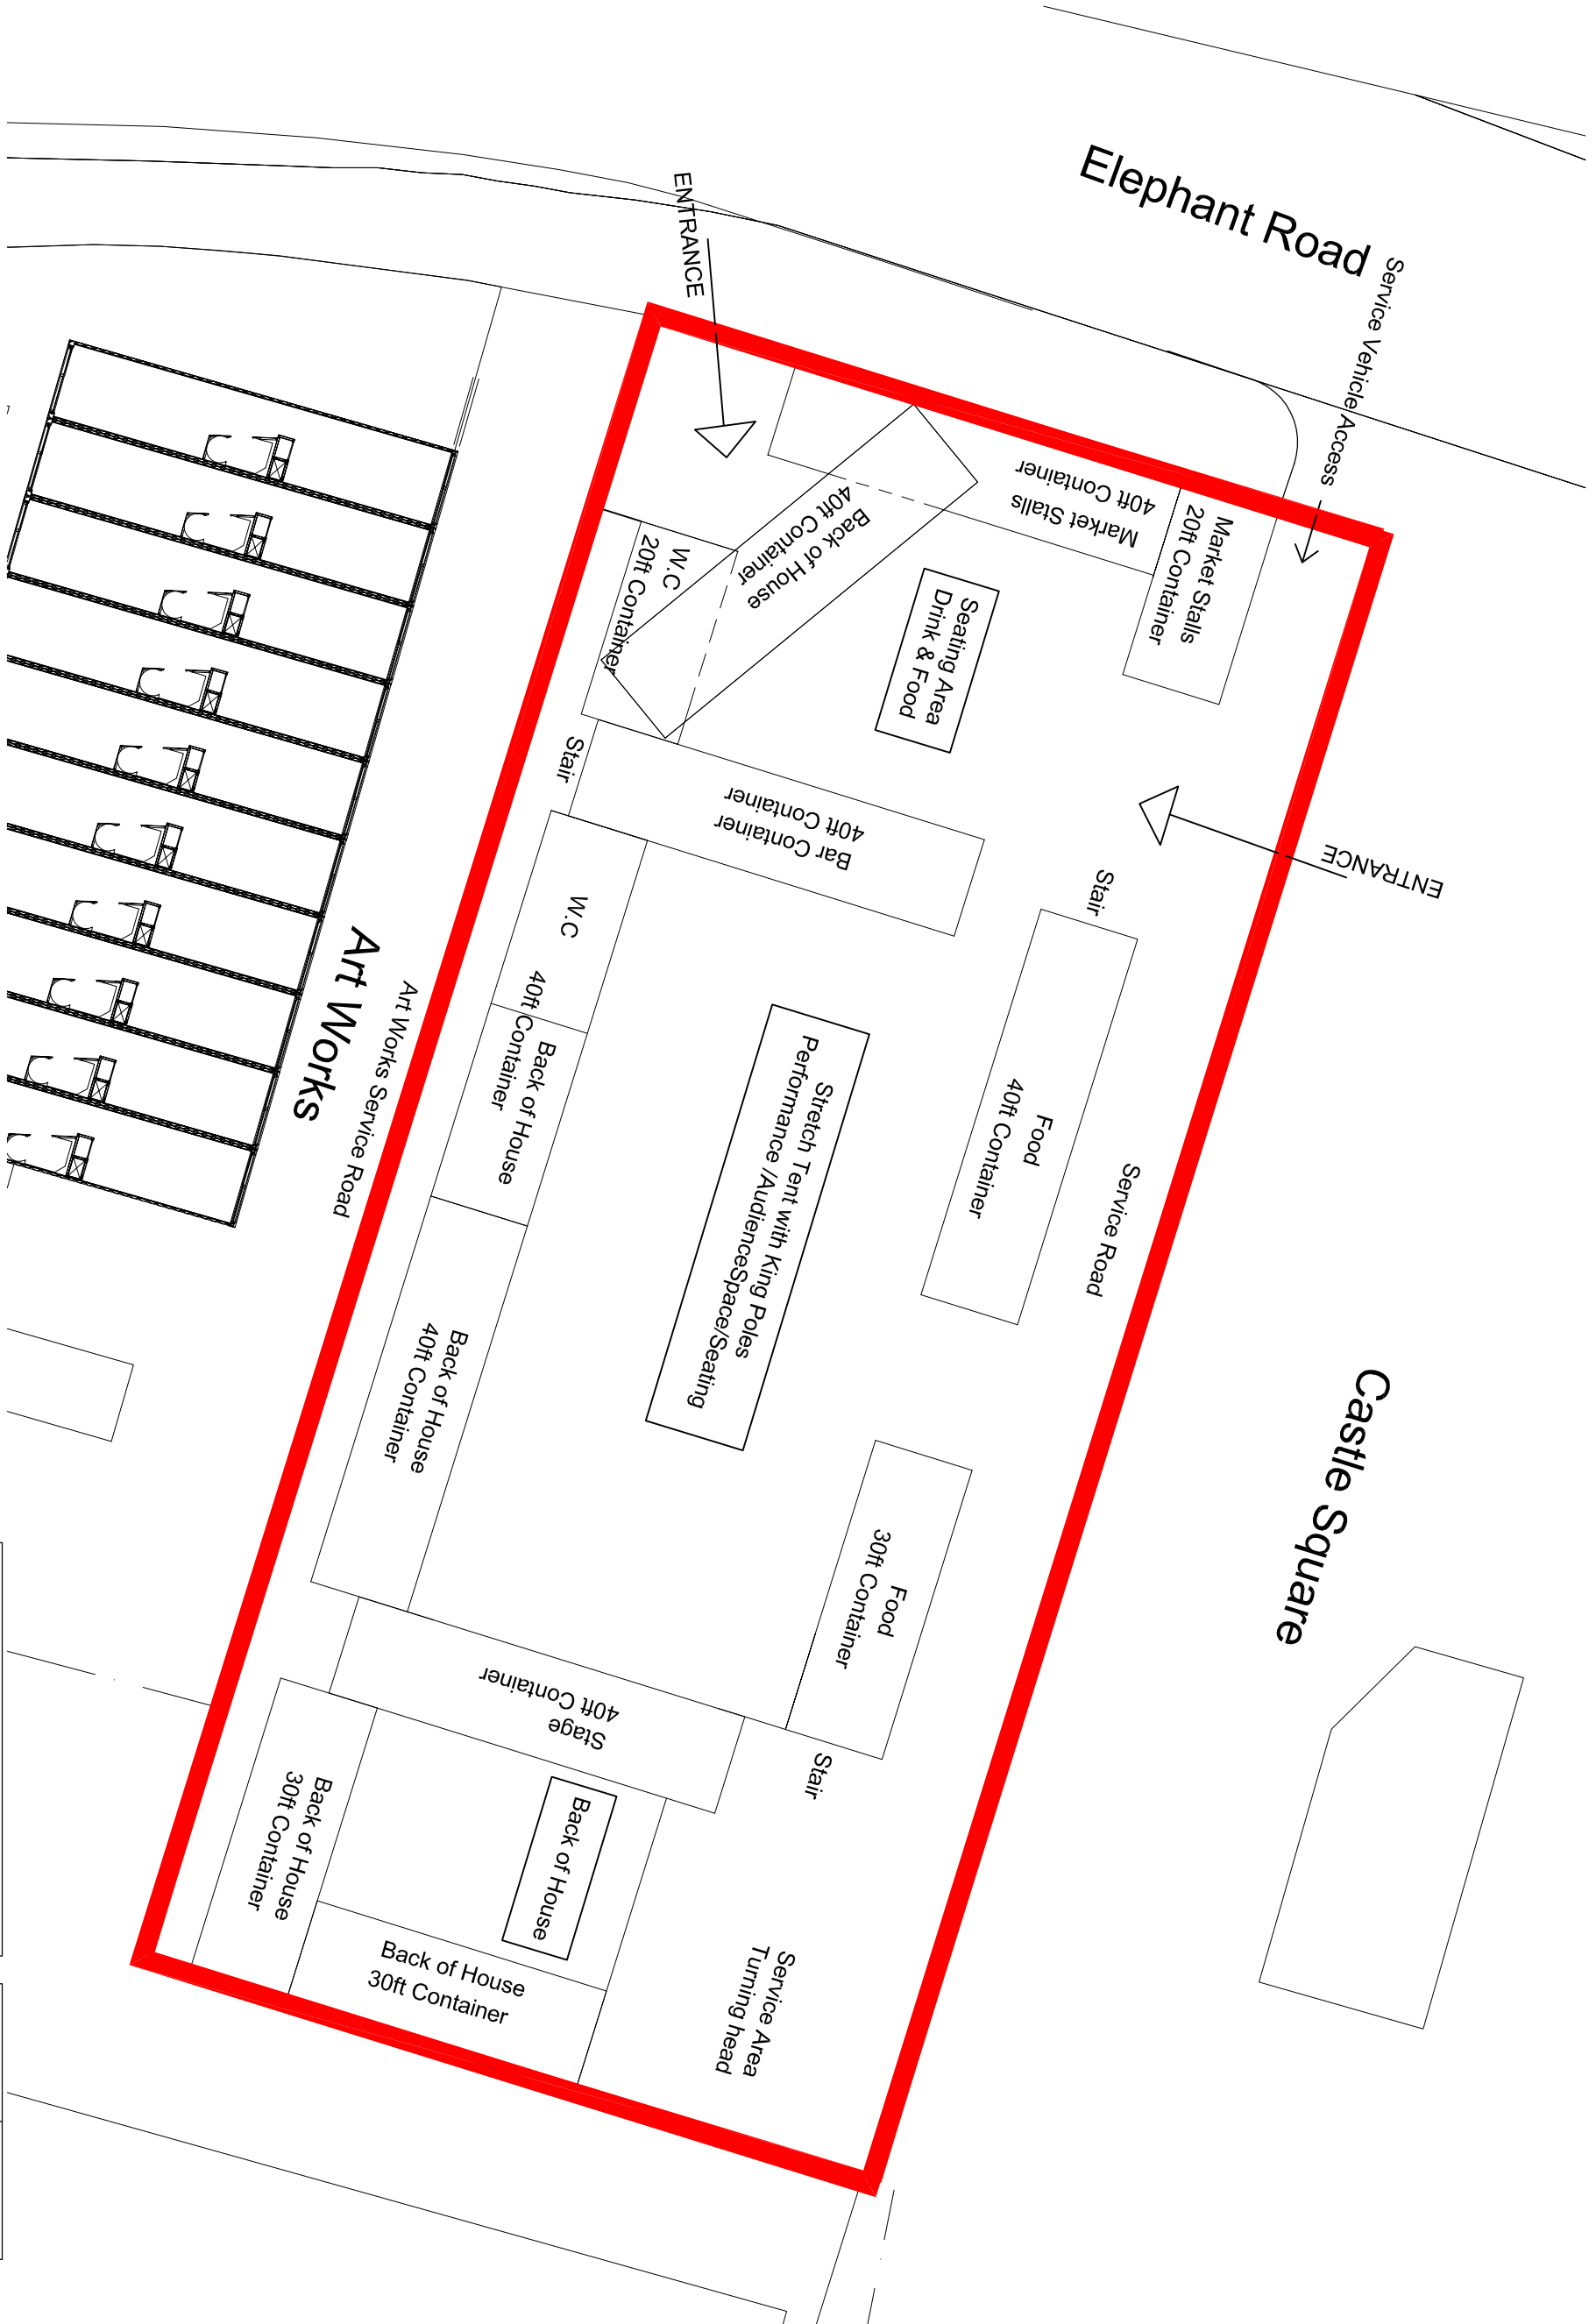 Elephant Road
Service Vehicle Access
ENTRANCE
Market Stalls
40ft Container
Market Stalls
20ft Container
Back of House
40ft Container
W.C
20ft Container
Seating Area
Drink & Food
Stair
Bar Container
40ft Container
ENTRANCE
Stair
W.C
40ft Container
Back of House
Food
40ft Container
Service Road
Stretch Tent with King Poles
Performance /AudienceSpace/Seating
Art Works
Art Works Service Road
Castle Square
Back of House
40ft Container
Food
30ft Container
Stage
40ft Container
Stair
Back of House
30ft Container
Back of House
Back of House
30ft Container
Service Area
Turning head